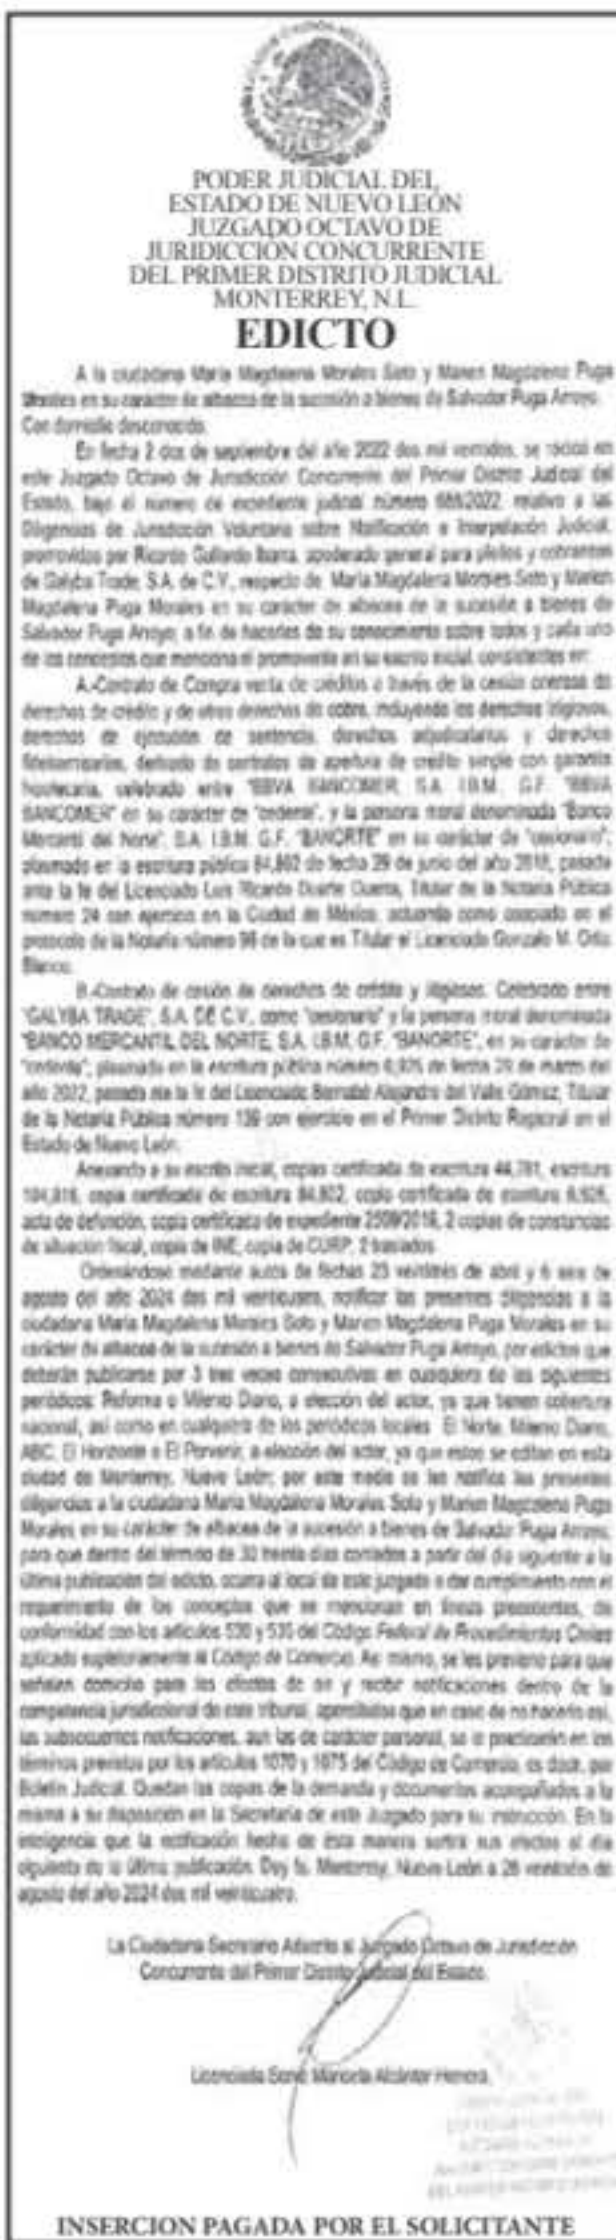 PODER JUDICIAL DEL
ESTADO DE NUEVO LEÓN
JUZGADO OCTAVO DE
JURIDICCIÓN CONCURRENTE
DEL PRIMER DISTRITO JUDICIAL
MONTERREY, N.L.
EDICTO
A la ciudadana María Magdalena Morales Soto y Marien Magdalena Puga
Morales en su carácter de albacea de la sucesión a bienes de Salvador Puga Arroyo.
Con domicilio desconocido.
En fecha 2 dos de septiembre del año 2022 dos mil veintidós, se radicó en
este Juzgado Octavo de Jurisdicción Concurrente del Primer Distrito Judicial del
Estado, bajo el número de expediente judicial número relativo a las
Diligencias de Jurisdicción Voluntaria sobre Notificación e Interpelación Judicial,
promovidas por Ricardo Gallardo Ibarra, apoderado general para pleitos y cobranzas
de Galyba Trade, S.A. de C.V., respecto de María Magdalena Morales Soto y Marien
Magdalena Puga Morales en su carácter de albacea de la sucesión a bienes de
Salvador Puga Arroyo; a fin de hacerles de su conocimiento sobre todos y cada uno
de los conceptos que menciona el promovente en su escrito inicial, consistentes en:
A.-Contrato de Compra venta de créditos a través de la cesión onerosa de
derechos de crédito y de otros derechos de cobro, incluyendo los derechos litigiosos,
derechos de ejecución de sentencia, derechos adjudicatarios y derechos
fideicomisarios, derivado de contratos de apertura de crédito simple con garantía
hipotecaria, celebrado entre "BBVA BANCOMER, S.A. I.B.M. G.F. "BBVA
BANCOMER" en su carácter de "cedente", y la persona moral denominada "Banco
Mercantil del Norte", S.A. I.B.M. G.F. "BANORTE" en su carácter de "cesionario",
plasmado en la escritura pública de fecha 29 de junio del año pasada
ante la fe del Licenciado Luis Ricardo Duarte Guerra, Titular de la Notaría Pública
número 24 con ejercicio en la Ciudad de México, actuando como asociado en el
protocolo de la Notaría número 98 de la que es Titular el Licenciado Gonzalo M. Ortiz
Blanco.
B.-Contrato de cesión de derechos de crédito y litigiosos. Celebrado entre
"GALYBA TRADE", S.A. DE C.V., como "cesionario" y la persona moral denominada
"BANCO MERCANTIL DEL NORTE, S.A. I.B.M. G.F. "BANORTE", en su carácter de
"cedente", plasmado en la escritura pública número de fecha de marzo del
año 2022, pasada ante la fe del Licenciado Bernabé Alejandro del Valle Gómez, Titular
de la Notaría Pública número 139 con ejercicio en el Primer Distrito Registral en el
Estado de Nuevo León.
Anexando a su escrito inicial, copias certificada de escritura 44,781, escritura
copia certificada de escritura copia certificada de escritura
acta de defunción, copia certificada de expediente 2 copias de constancias
de situación fiscal, copia de INE, copia de CURP, 2 traslados.
Ordenándose mediante autos de fechas 23 veintitrés de abril y 6 seis de
agosto del año 2024 dos mil veinticuatro, notificar las presentes diligencias a la
ciudadana María Magdalena Morales Soto y Marien Magdalena Puga Morales en su
carácter de albacea de la sucesión a bienes de Salvador Puga Arroyo, por edictos que
deberán publicarse por 3 tres veces consecutivas en cualquiera de los siguientes
periódicos: Reforma o Milenio Diario, a elección del actor, ya que tienen cobertura
nacional, así como en cualquiera de los periódicos locales El Norte, Milenio Diario,
ABC, El Horizonte o El Porvenir, a elección del actor, ya que estos se editan en esta
ciudad de Monterrey, Nuevo León; por este medio se les notifica las presentes
diligencias a la ciudadana María Magdalena Morales Soto y Marien Magdalena Puga
Morales en su carácter de albacea de la sucesión a bienes de Salvador Puga Arroyo,
para que dentro del término de 30 treinta días contados a partir del día siguiente a la
última publicación del edicto, ocurra al local de este juzgado a dar cumplimiento con el
requerimiento de los conceptos que se mencionan en líneas precedentes, de
conformidad con los artículos 530 y 535 del Código Federal de Procedimientos Civiles
aplicado supletoriamente al Código de Comercio. Así mismo, se les previene para que
señalen domicilio para los efectos de oír y recibir notificaciones dentro de la
competencia jurisdiccional de este tribunal, apercibidos que en caso de no hacerlo así,
las subsecuentes notificaciones, aun las de carácter personal, se le practicarán en los
términos previstos por los artículos 1070 y 1075 del Código de Comercio, es decir, por
Boletín Judicial. Quedan las copias de la demanda y documentos acompañados a la
misma a su disposición en la Secretaría de este Juzgado para su instrucción. En la
inteligencia que la notificación hecha de esta manera surtirá sus efectos al día
siguiente de la última publicación. Doy fe. Monterrey, Nuevo León a de
agosto del año 2024 dos mil veinticuatro.
La Ciudadana Secretario Adscrito al Juzgado Octavo de Jurisdicción
Concurrente del Primer Distrito Judicial del Estado.
Licenciada Marcela Alcántar Herrera.
INSERCION PAGADA POR EL SOLICITANTE